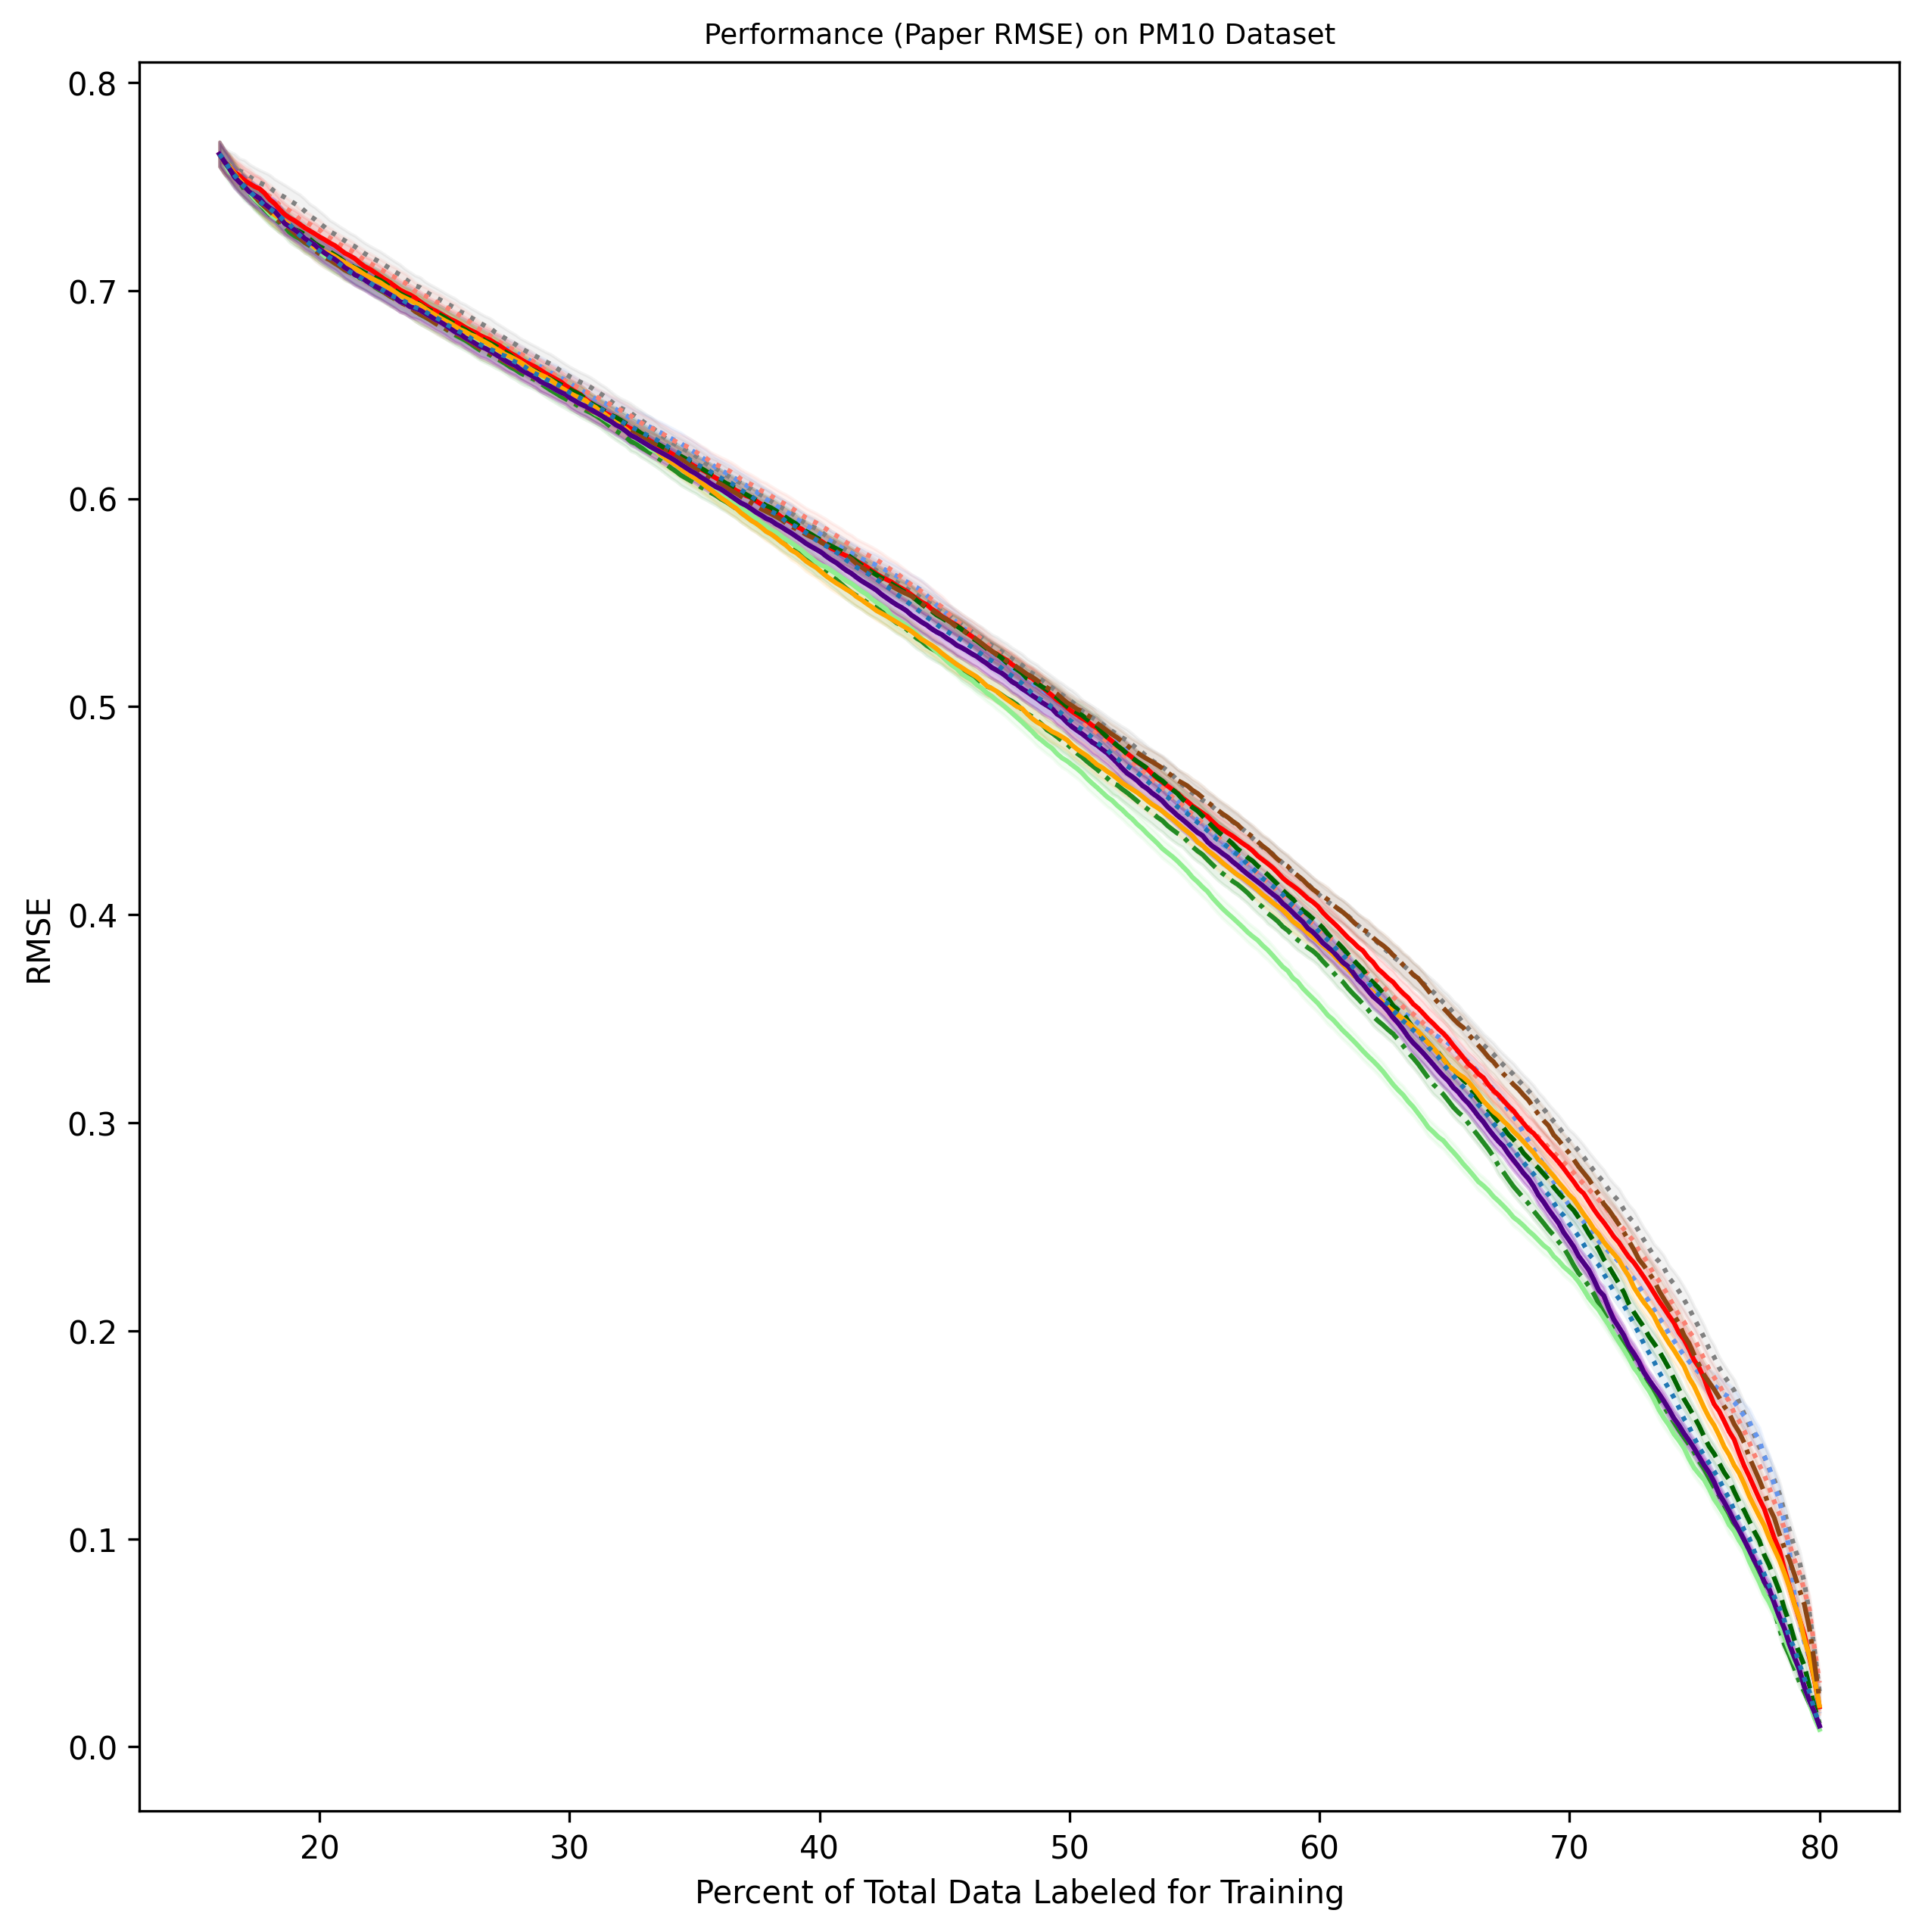 Performance (Paper RMSE) on PM10 Dataset
0.8
0.7
0.6
0.5
0.4
0.3
0.2
0.1
0.0
RMSE
20 30 40 50 60 70 80
Percent of Total Data Labeled for Training